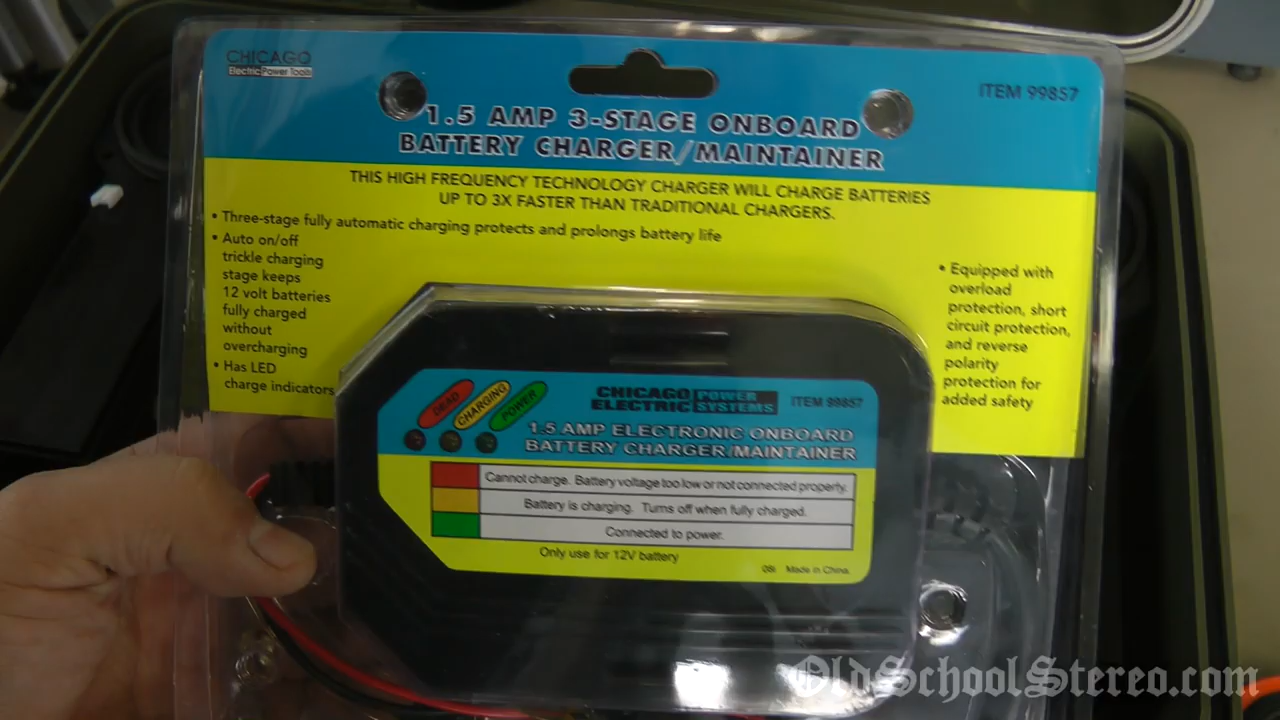 CHICAGO
Electric Power Tools
ITEM 99857
1.5 AMP 3-STAGE ONBOARD
BATTERY CHARGER/MAINTAINER
THIS HIGH FREQUENCY TECHNOLOGY CHARGER WILL CHARGE BATTERIES
UP TO 3X FASTER THAN TRADITIONAL CHARGERS.
• Three-stage fully automatic charging protects and prolongs battery life
• Auto on/off
trickle charging
stage keeps
12 volt batteries
fully charged
without
overcharging
• Has LED
charge indicators
• Equipped with
overload
protection, short
circuit protection,
and reverse
polarity
protection for
added safety
DEAD
CHARGING
POWER
CHICAGO ELECTRIC
POWER SYSTEMS
ITEM 99857
1.5 AMP ELECTRONIC ONBOARD
BATTERY CHARGER/MAINTAINER
Cannot charge. Battery voltage too low or not connected properly.
Battery is charging. Turns off when fully charged.
Connected to power.
Only use for 12V battery
08i Made in China.
OldSchoolStereo.com